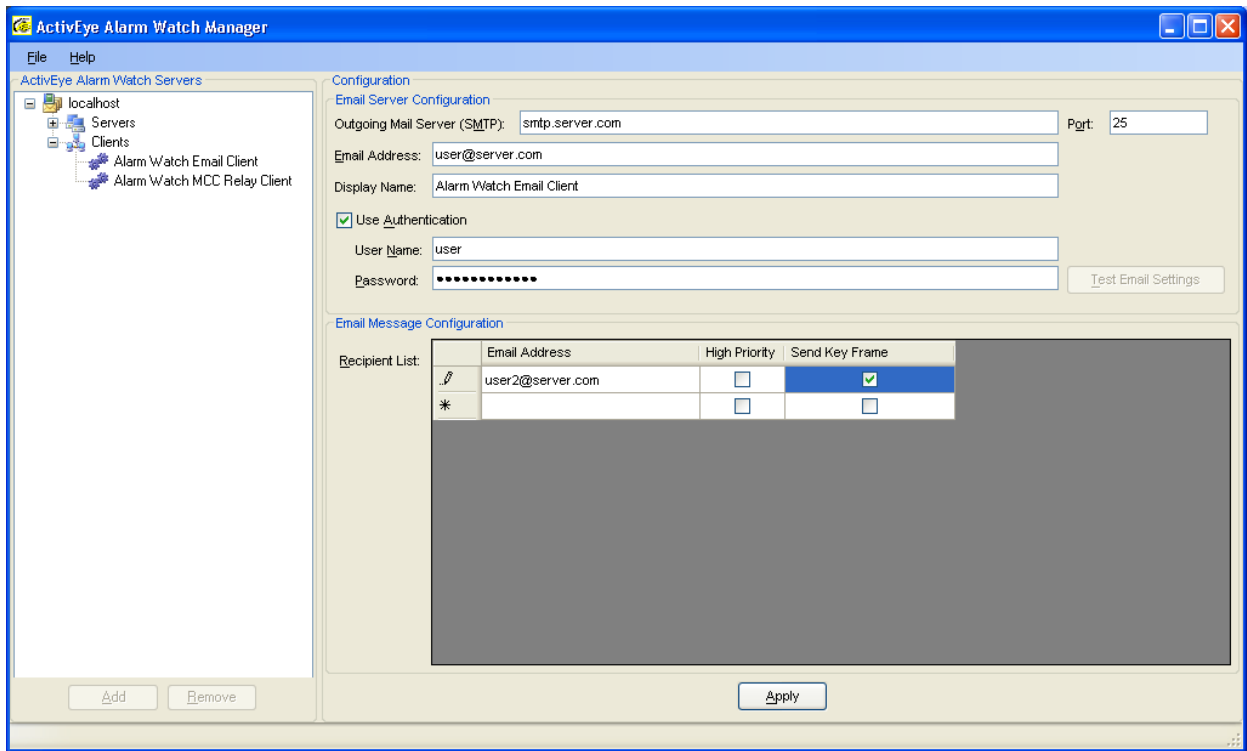 ActivEye Alarm Watch Manager
File Help
ActivEye Alarm Watch Servers
localhost
Servers
Clients
Alarm Watch Email Client
Alarm Watch MCC Relay Client
Add Remove
Configuration
Email Server Configuration
Outgoing Mail Server (SMTP): smtp.server.com Port: 25
Email Address: user@server.com
Display Name: Alarm Watch Email Client
Use Authentication
User Name: user
Password: ••••••••••••
Test Email Settings
Email Message Configuration
Recipient List:
Email Address High Priority Send Key Frame
user2@server.com
Apply